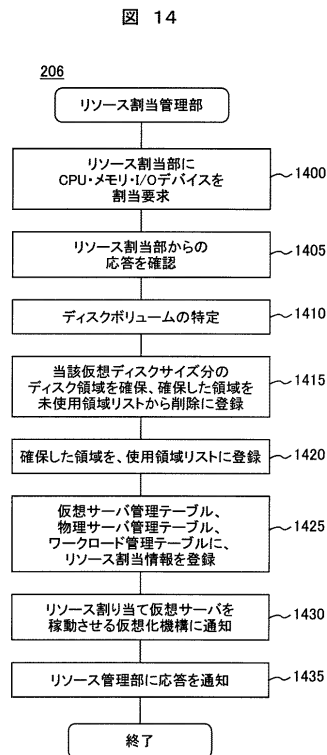 図 14
206
リソース割当管理部
リソース割当部に
CPU・メモリ・I/Oデバイスを
割当要求
1400
リソース割当部からの
応答を確認
1405
ディスクボリュームの特定
1410
当該仮想ディスクサイズ分の
ディスク領域を確保、確保した領域を
未使用領域リストから削除に登録
1415
確保した領域を、使用領域リストに登録
1420
仮想サーバ管理テーブル、
物理サーバ管理テーブル、
ワークロード管理テーブルに、
リソース割当情報を登録
1425
リソース割り当て仮想サーバを
稼動させる仮想化機構に通知
1430
リソース管理部に応答を通知
1435
終了